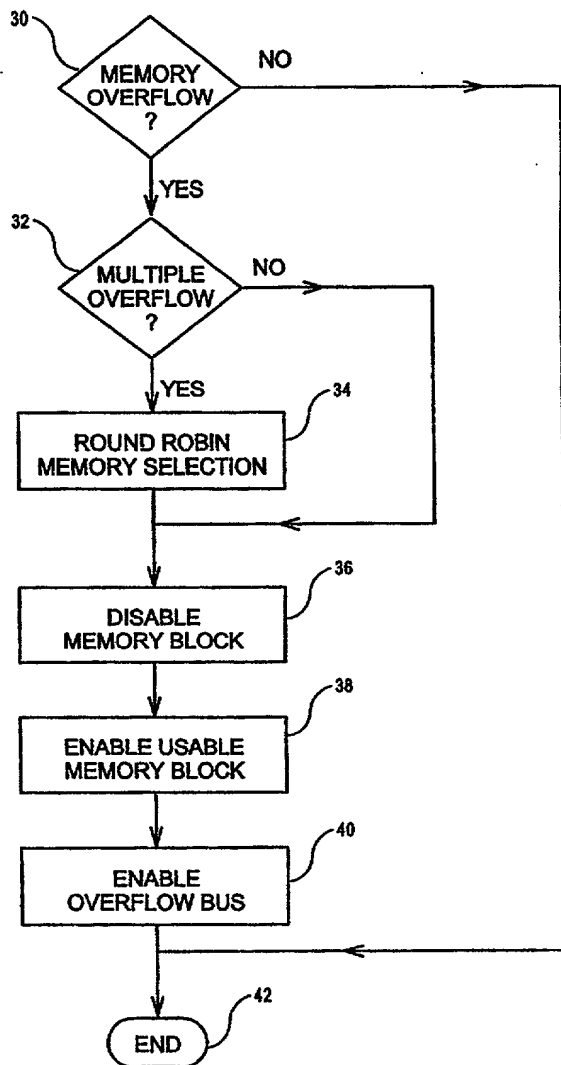 30
MEMORY
OVERFLOW
?
NO
YES
32
MULTIPLE
OVERFLOW
?
NO
YES
34
ROUND ROBIN
MEMORY SELECTION
36
DISABLE
MEMORY BLOCK
38
ENABLE USABLE
MEMORY BLOCK
40
ENABLE
OVERFLOW BUS
42
END